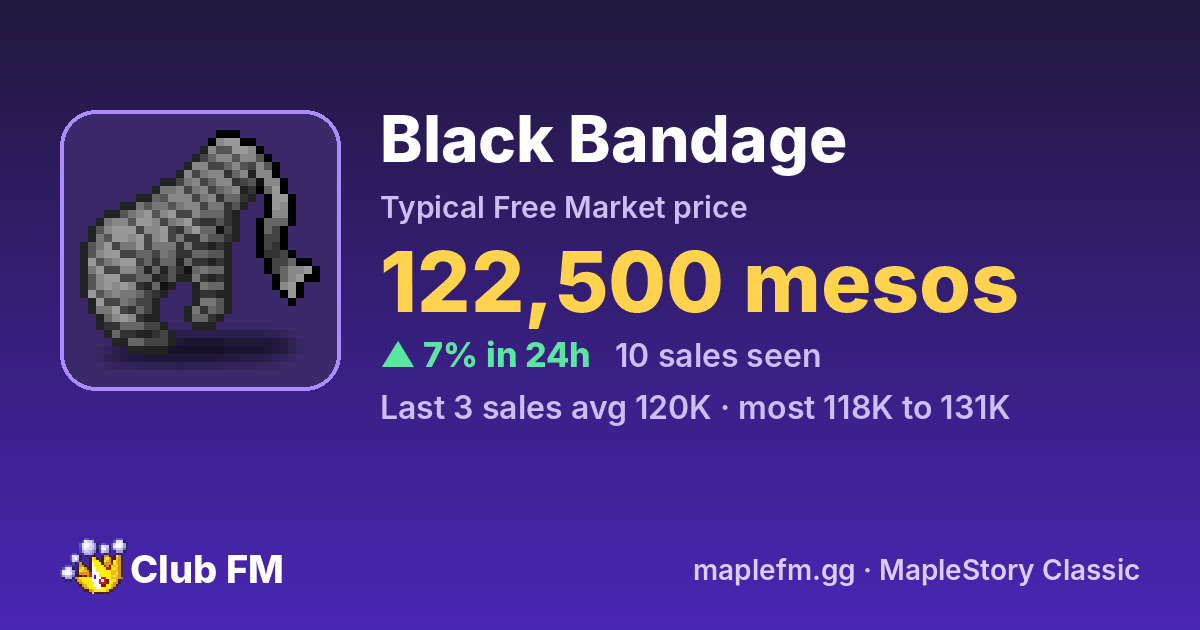 Black Bandage
Typical Free Market price
122,500 mesos
▲ 7% in 24h 10 sales seen
Last 3 sales avg 120K · most 118K to 131K
Club FM
maplefm.gg · MapleStory Classic